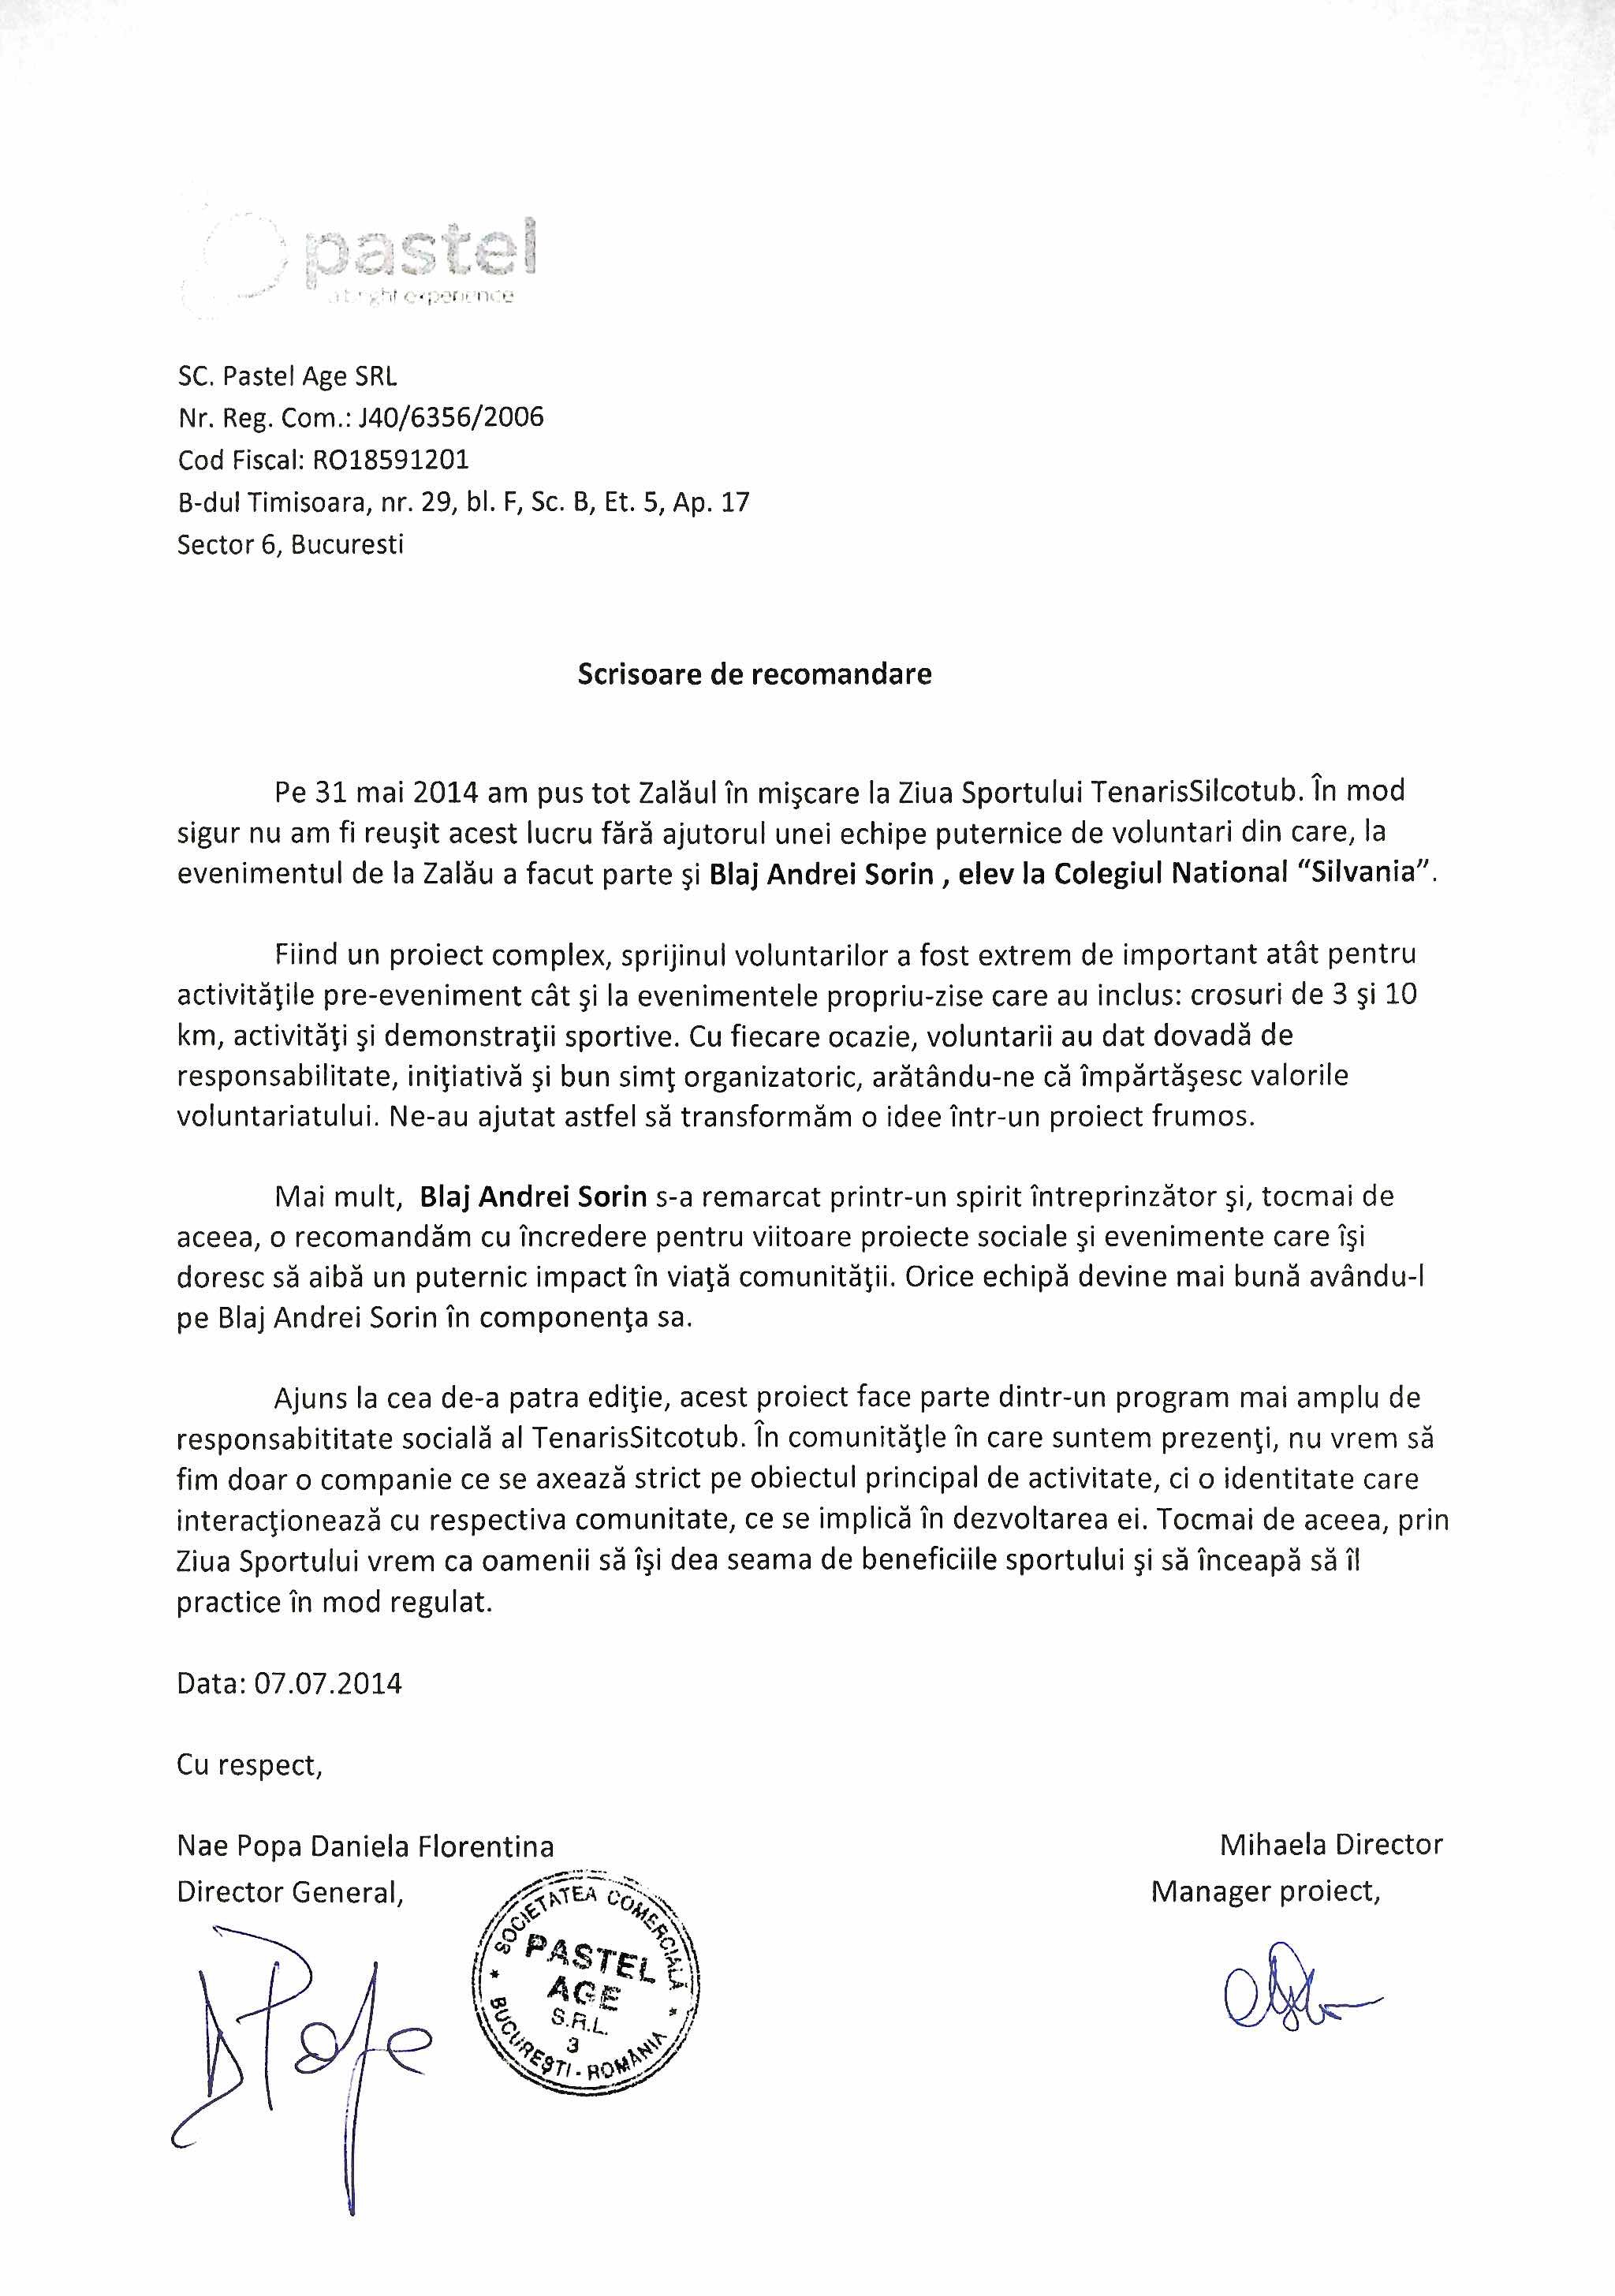 pastel
a bright experience
SC. Pastel Age SRL
Nr. Reg. Com.: J40/6356/2006
Cod Fiscal: RO18591201
B-dul Timisoara, nr. 29, bl. F, Sc. B, Et. 5, Ap. 17
Sector 6, Bucuresti
Scrisoare de recomandare
Pe 31 mai 2014 am pus tot Zalăul în mişcare la Ziua Sportului TenarisSilcotub. În mod
sigur nu am fi reuşit acest lucru fără ajutorul unei echipe puternice de voluntari din care, la
evenimentul de la Zalău a facut parte şi Blaj Andrei Sorin , elev la Colegiul National “Silvania”.
Fiind un proiect complex, sprijinul voluntarilor a fost extrem de important atât pentru
activităţile pre-eveniment cât şi la evenimentele propriu-zise care au inclus: crosuri de 3 şi 10
km, activităţi şi demonstraţii sportive. Cu fiecare ocazie, voluntarii au dat dovadă de
responsabilitate, iniţiativă şi bun simţ organizatoric, arătându-ne că împărtăşesc valorile
voluntariatului. Ne-au ajutat astfel să transformăm o idee într-un proiect frumos.
Mai mult, Blaj Andrei Sorin s-a remarcat printr-un spirit întreprinzător şi, tocmai de
aceea, o recomandăm cu încredere pentru viitoare proiecte sociale şi evenimente care îşi
doresc să aibă un puternic impact în viaţă comunităţii. Orice echipă devine mai bună avându-l
pe Blaj Andrei Sorin în componenţa sa.
Ajuns la cea de-a patra ediţie, acest proiect face parte dintr-un program mai amplu de
responsabititate socială al TenarisSitcotub. În comunităţle în care suntem prezenţi, nu vrem să
fim doar o companie ce se axează strict pe obiectul principal de activitate, ci o identitate care
interacţionează cu respectiva comunitate, ce se implică în dezvoltarea ei. Tocmai de aceea, prin
Ziua Sportului vrem ca oamenii să îşi dea seama de beneficiile sportului şi să înceapă să îl
practice în mod regulat.
Data: 07.07.2014
Cu respect,
Nae Popa Daniela Florentina
Mihaela Director
Director General,
Manager proiect,
SOCIETATEA COMERCIALĂ
PASTEL
AGE
S.R.L.
3
BUCUREŞTI - ROMÂNIA